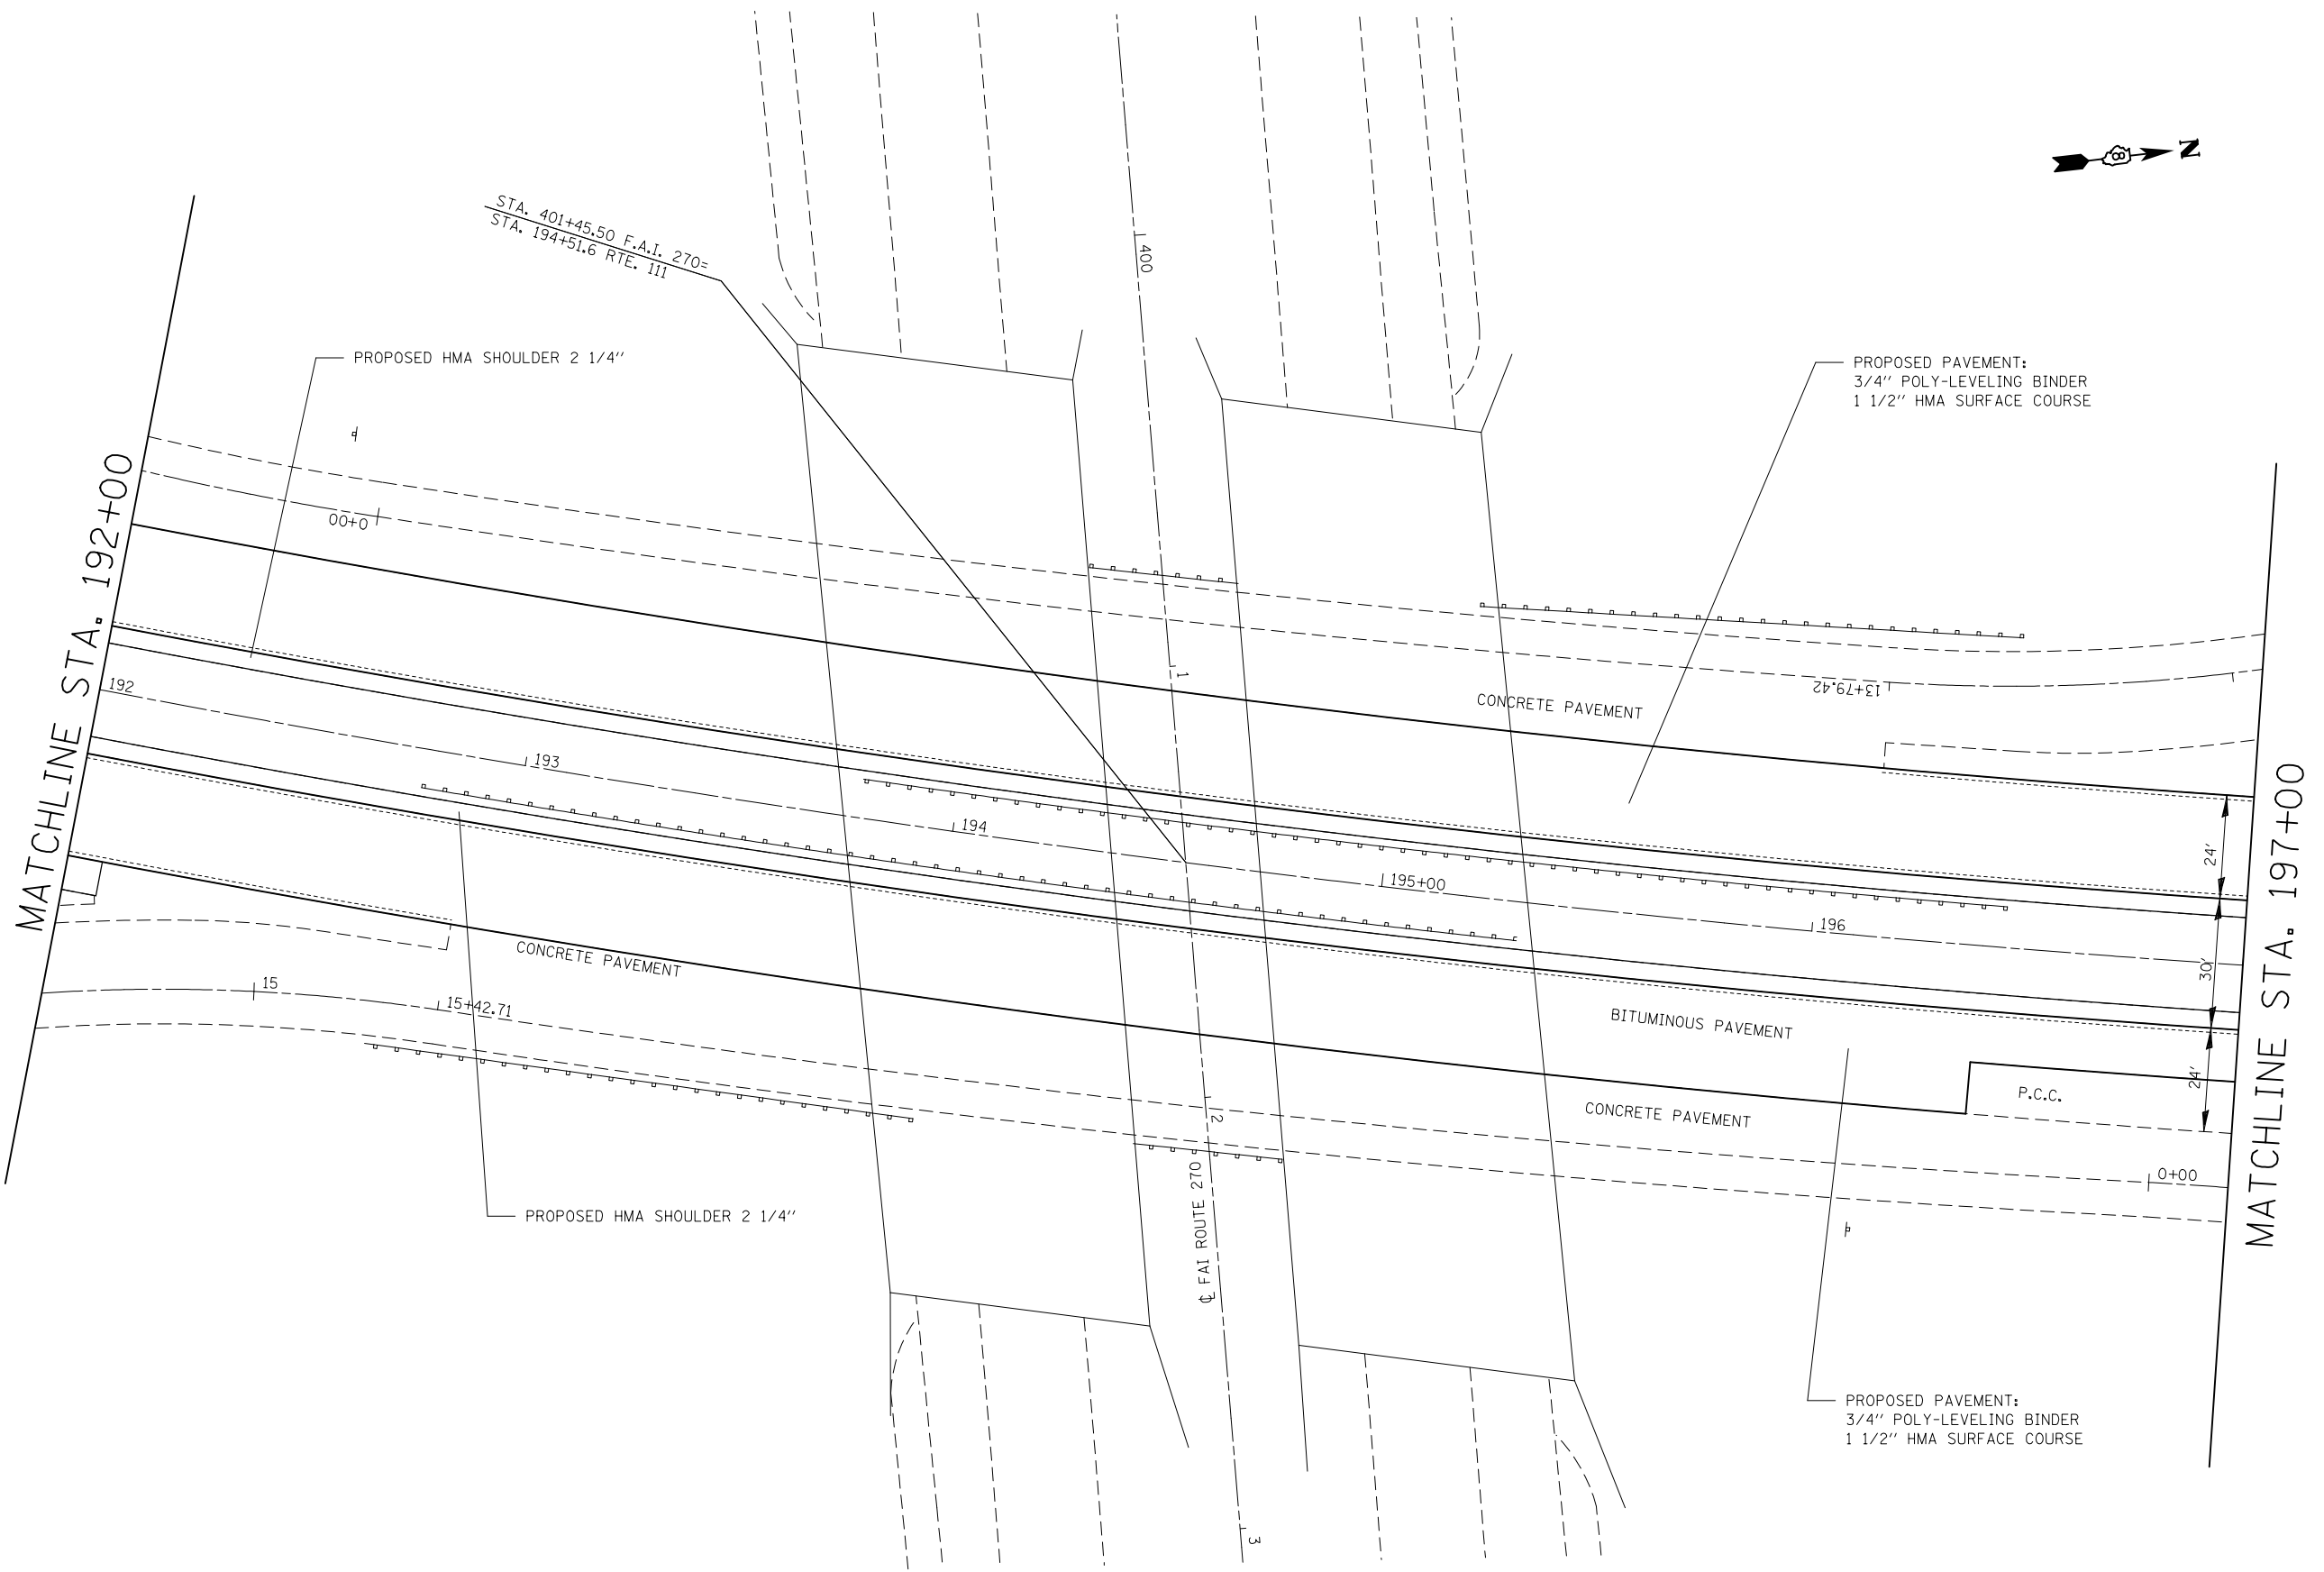 N
STA. 401+45.50 F.A.I. 270=
STA. 194+51.6 RTE. 111
400
PROPOSED HMA SHOULDER 2 1/4"
PROPOSED PAVEMENT:
3/4" POLY-LEVELING BINDER
1 1/2" HMA SURFACE COURSE
MATCHLINE STA. 192+00
0+00
1
13+79.42
CONCRETE PAVEMENT
192
193
194
195+00
196
24'
30'
24'
MATCHLINE STA. 197+00
CONCRETE PAVEMENT
15
15+42.71
BITUMINOUS PAVEMENT
P.C.C.
CONCRETE PAVEMENT
2
0+00
℄ FAI ROUTE 270
PROPOSED HMA SHOULDER 2 1/4"
PROPOSED PAVEMENT:
3/4" POLY-LEVELING BINDER
1 1/2" HMA SURFACE COURSE
3